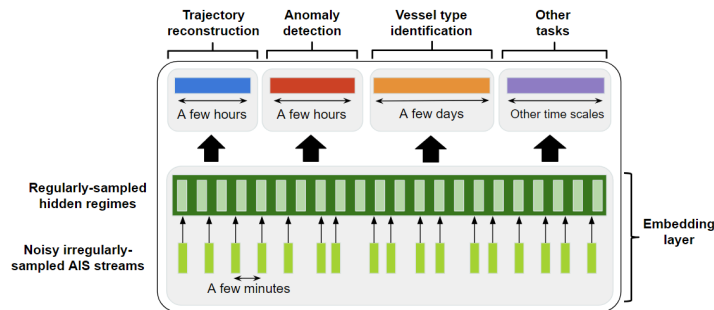 Trajectory
reconstruction
Anomaly
detection
Vessel type
identification
Other
tasks
A few hours
A few hours
A few days
Other time scales
Regularly-sampled
hidden regimes
Embedding
layer
Noisy irregularly-
sampled AIS streams
A few minutes